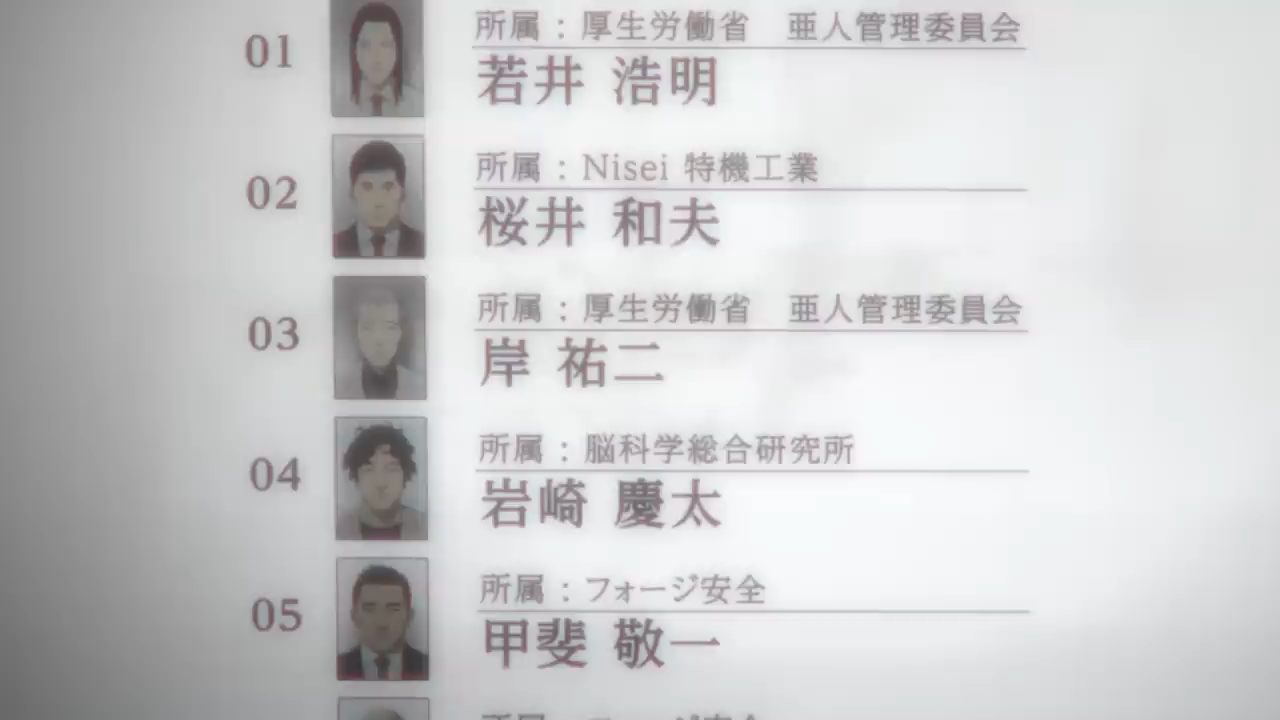 01
所属：厚生労働省　亜人管理委員会
若井 浩明
02
所属：Nisei 特機工業
桜井 和夫
03
所属：厚生労働省　亜人管理委員会
岸 祐二
04
所属：脳科学総合研究所
岩崎 慶太
05
所属：フォージ安全
甲斐 敬一